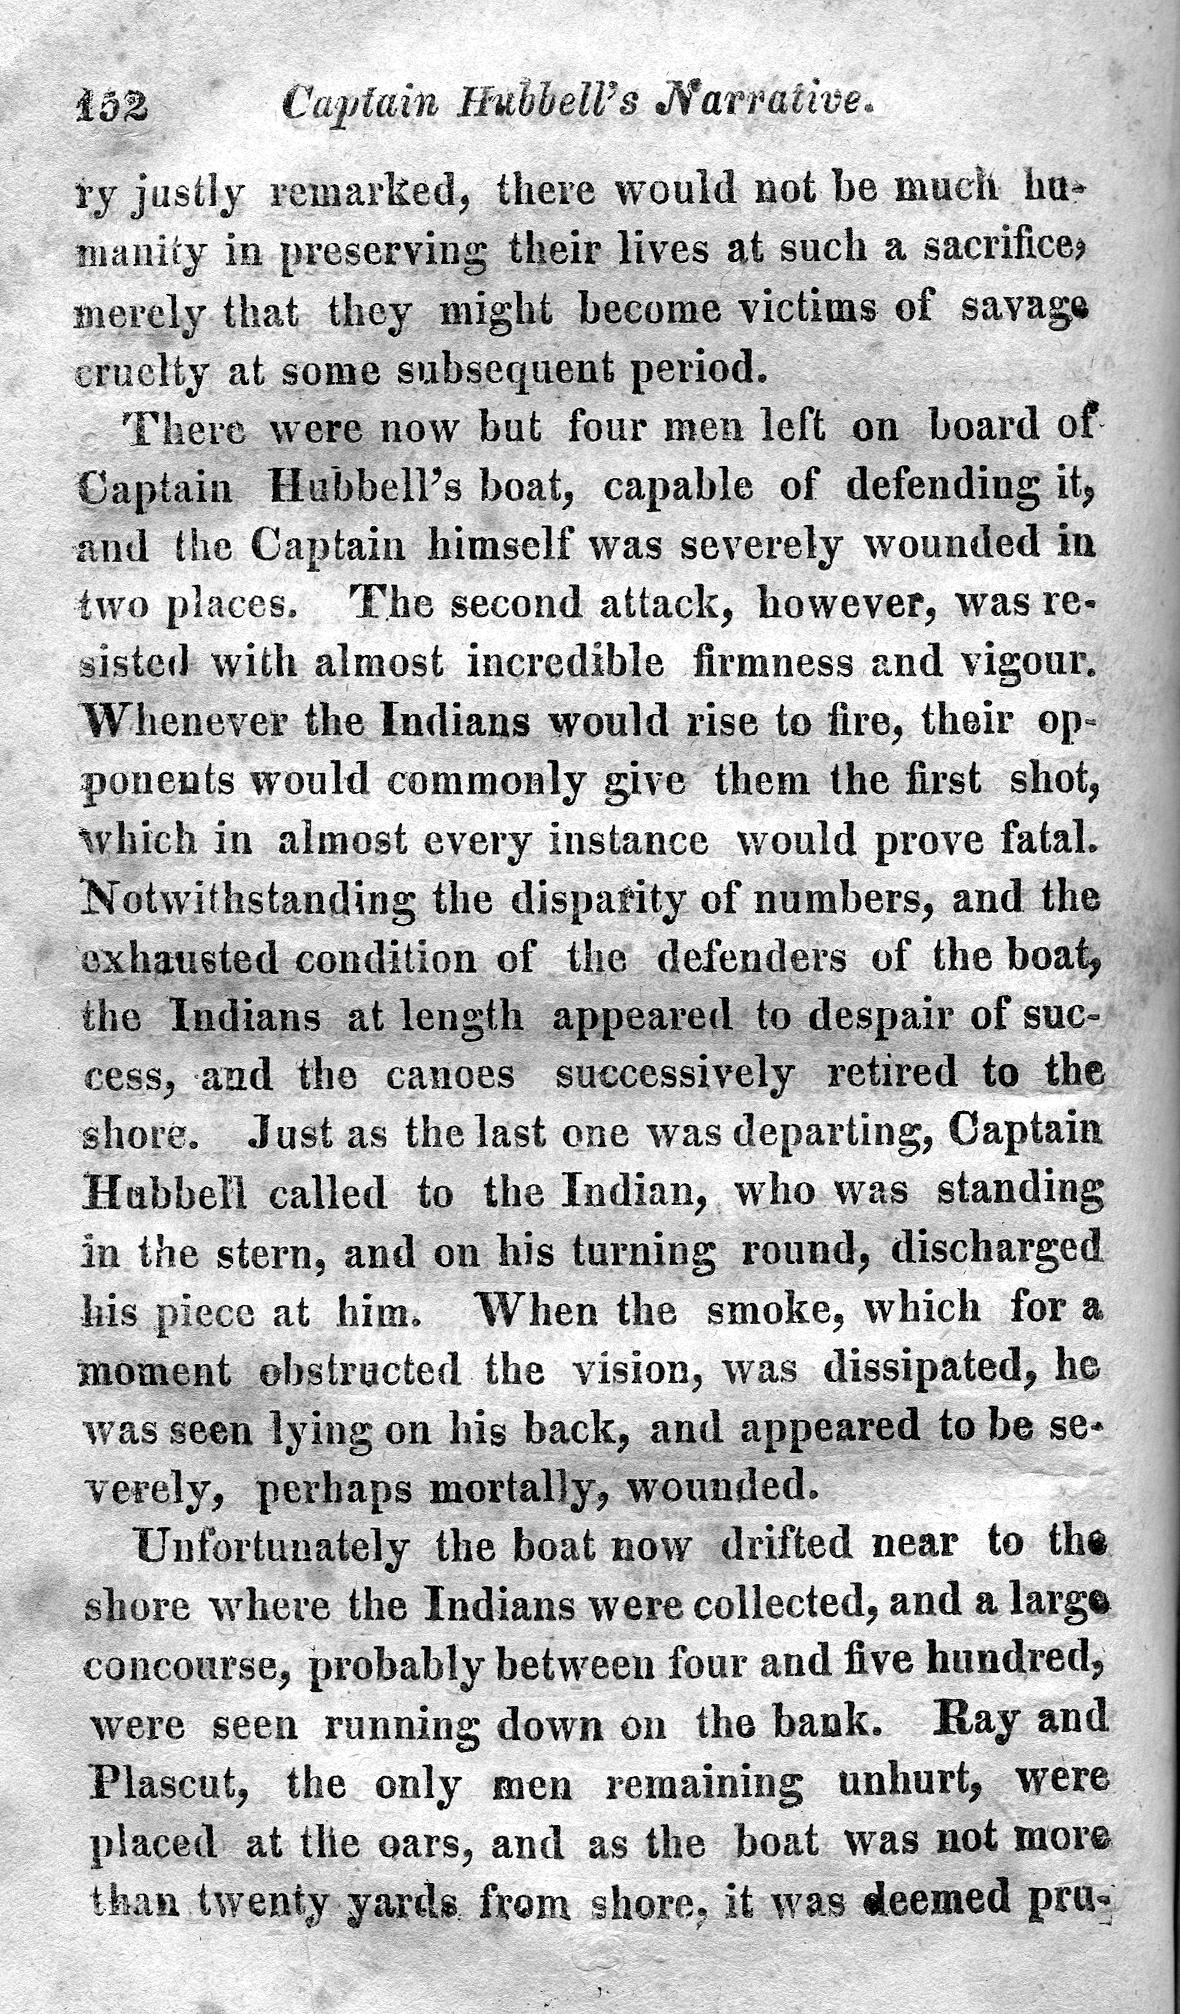 152 Captain Hubbell's Narrative.
ry justly remarked, there would not be much hu-
manity in preserving their lives at such a sacrifice,
merely that they might become victims of savage
cruelty at some subsequent period.
There were now but four men left on board of
Captain Hubbell's boat, capable of defending it,
and the Captain himself was severely wounded in
two places. The second attack, however, was re-
sisted with almost incredible firmness and vigour.
Whenever the Indians would rise to fire, their op-
ponents would commonly give them the first shot,
which in almost every instance would prove fatal.
Notwithstanding the disparity of numbers, and the
exhausted condition of the defenders of the boat,
the Indians at length appeared to despair of suc-
cess, and the canoes successively retired to the
shore. Just as the last one was departing, Captain
Hubbell called to the Indian, who was standing
in the stern, and on his turning round, discharged
his piece at him. When the smoke, which for a
moment obstructed the vision, was dissipated, he
was seen lying on his back, and appeared to be se-
verely, perhaps mortally, wounded.
Unfortunately the boat now drifted near to the
shore where the Indians were collected, and a large
concourse, probably between four and five hundred,
were seen running down on the bank. Ray and
Plascut, the only men remaining unhurt, were
placed at the oars, and as the boat was not more
than twenty yards from shore, it was deemed pru-